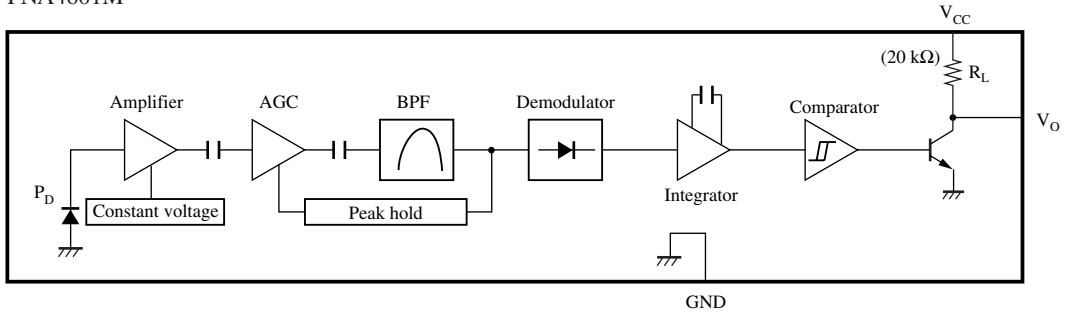 V_CC
(20 kΩ)
R_L
Amplifier
AGC
BPF
Demodulator
Comparator
V_O
P_D
Constant voltage
Peak hold
Integrator
GND